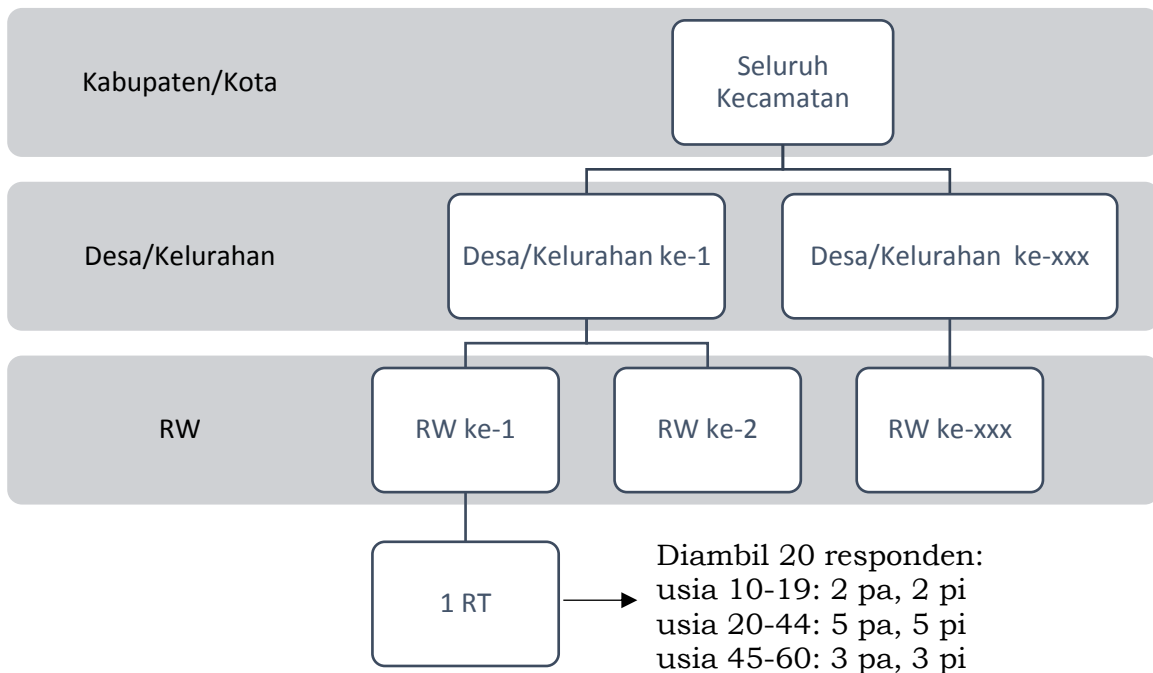 Kabupaten/Kota
Seluruh
Kecamatan
Desa/Kelurahan
Desa/Kelurahan ke-1
Desa/Kelurahan ke-xxx
RW
RW ke-1
RW ke-2
RW ke-xxx
1 RT
Diambil 20 responden:
usia 10-19: 2 pa, 2 pi
usia 20-44: 5 pa, 5 pi
usia 45-60: 3 pa, 3 pi